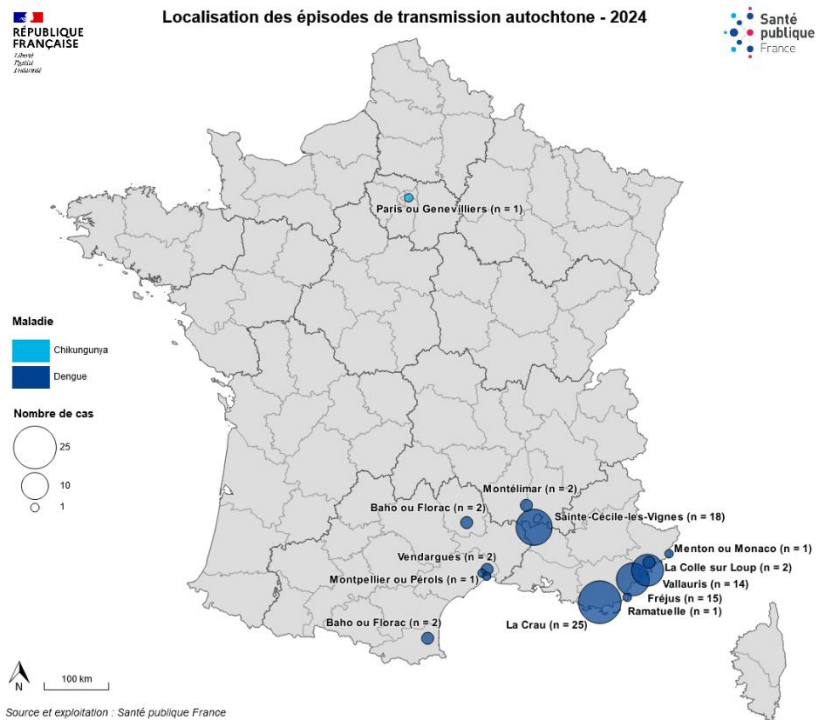 Localisation des épisodes de transmission autochtone - 2024
RÉPUBLIQUE
FRANÇAISE
Santé
publique
France
Paris ou Genevilliers (n = 1)
Maladie
Chikungunya
Dengue
Nombre de cas
25
10
1
Montélimar (n = 2)
Baho ou Florac (n = 2)
Sainte-Cécile-les-Vignes (n = 18)
Menton ou Monaco (n = 1)
Vendargues (n = 2)
La Colle sur Loup (n = 2)
Montpellier ou Pérols (n = 1)
Vallauris (n = 14)
Fréjus (n = 15)
Ramatuelle (n = 1)
Baho ou Florac (n = 2)
La Crau (n = 25)
N
100 km
Source et exploitation : Santé publique France